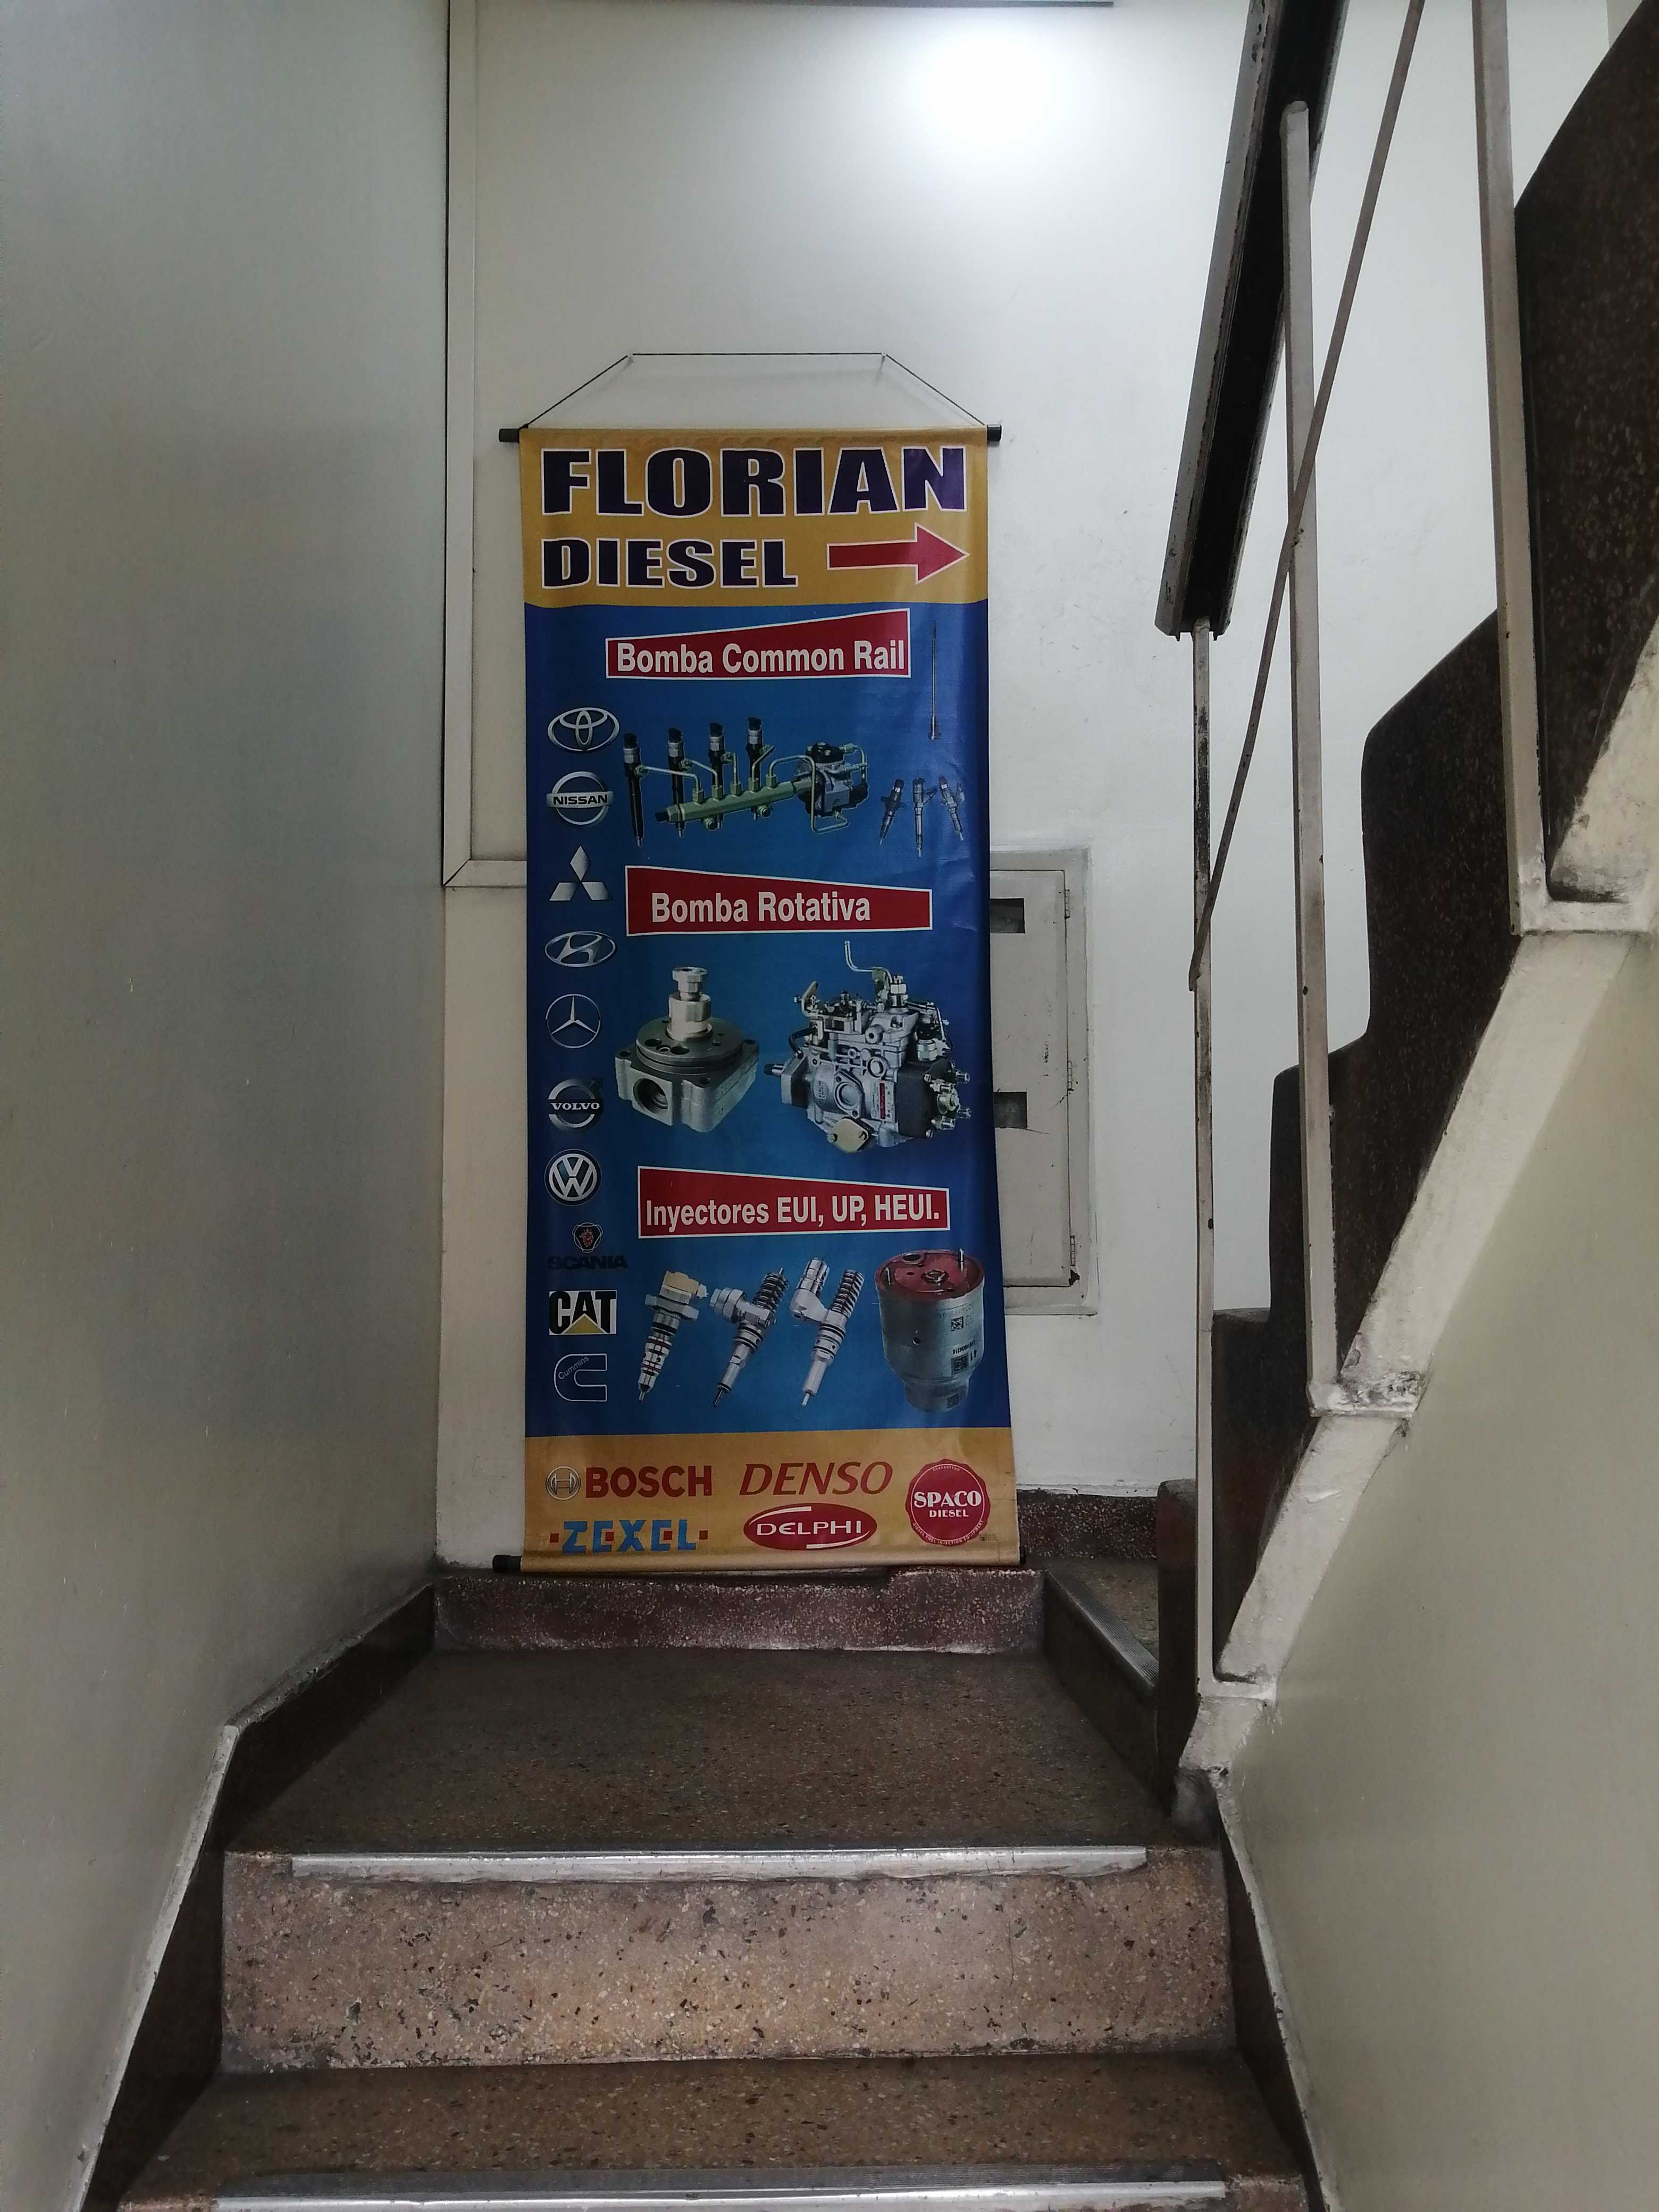 FLORIAN
DIESEL
Bomba Common Rail
NISSAN
Bomba Rotativa
VOLVO
Inyectores EUI, UP, HEUI.
SCANIA
CAT
Cummins
BOSCH
DENSO
SPACO
DIESEL
ZEXEL
DELPHI